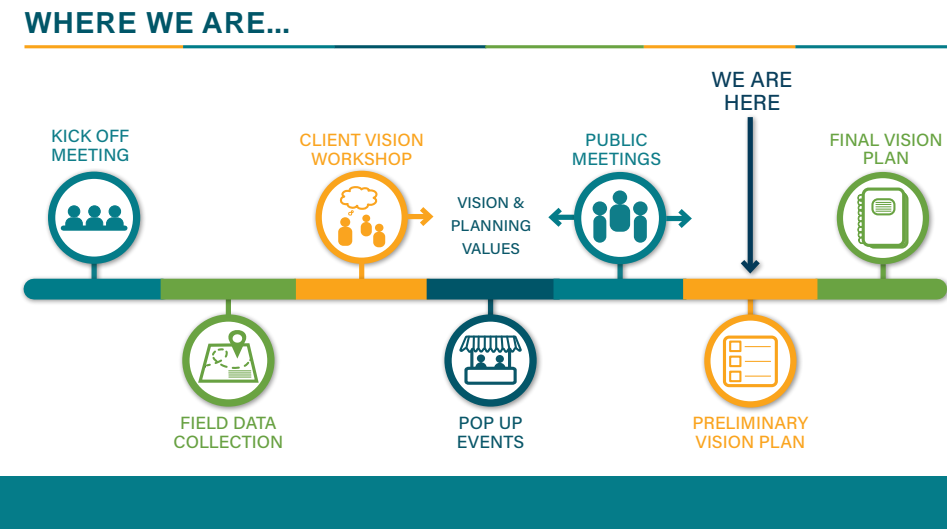 WHERE WE ARE...
WE ARE
HERE
KICK OFF
MEETING
CLIENT VISION
WORKSHOP
PUBLIC
MEETINGS
FINAL VISION
PLAN
VISION &
PLANNING
VALUES
FIELD DATA
COLLECTION
POP UP
EVENTS
PRELIMINARY
VISION PLAN